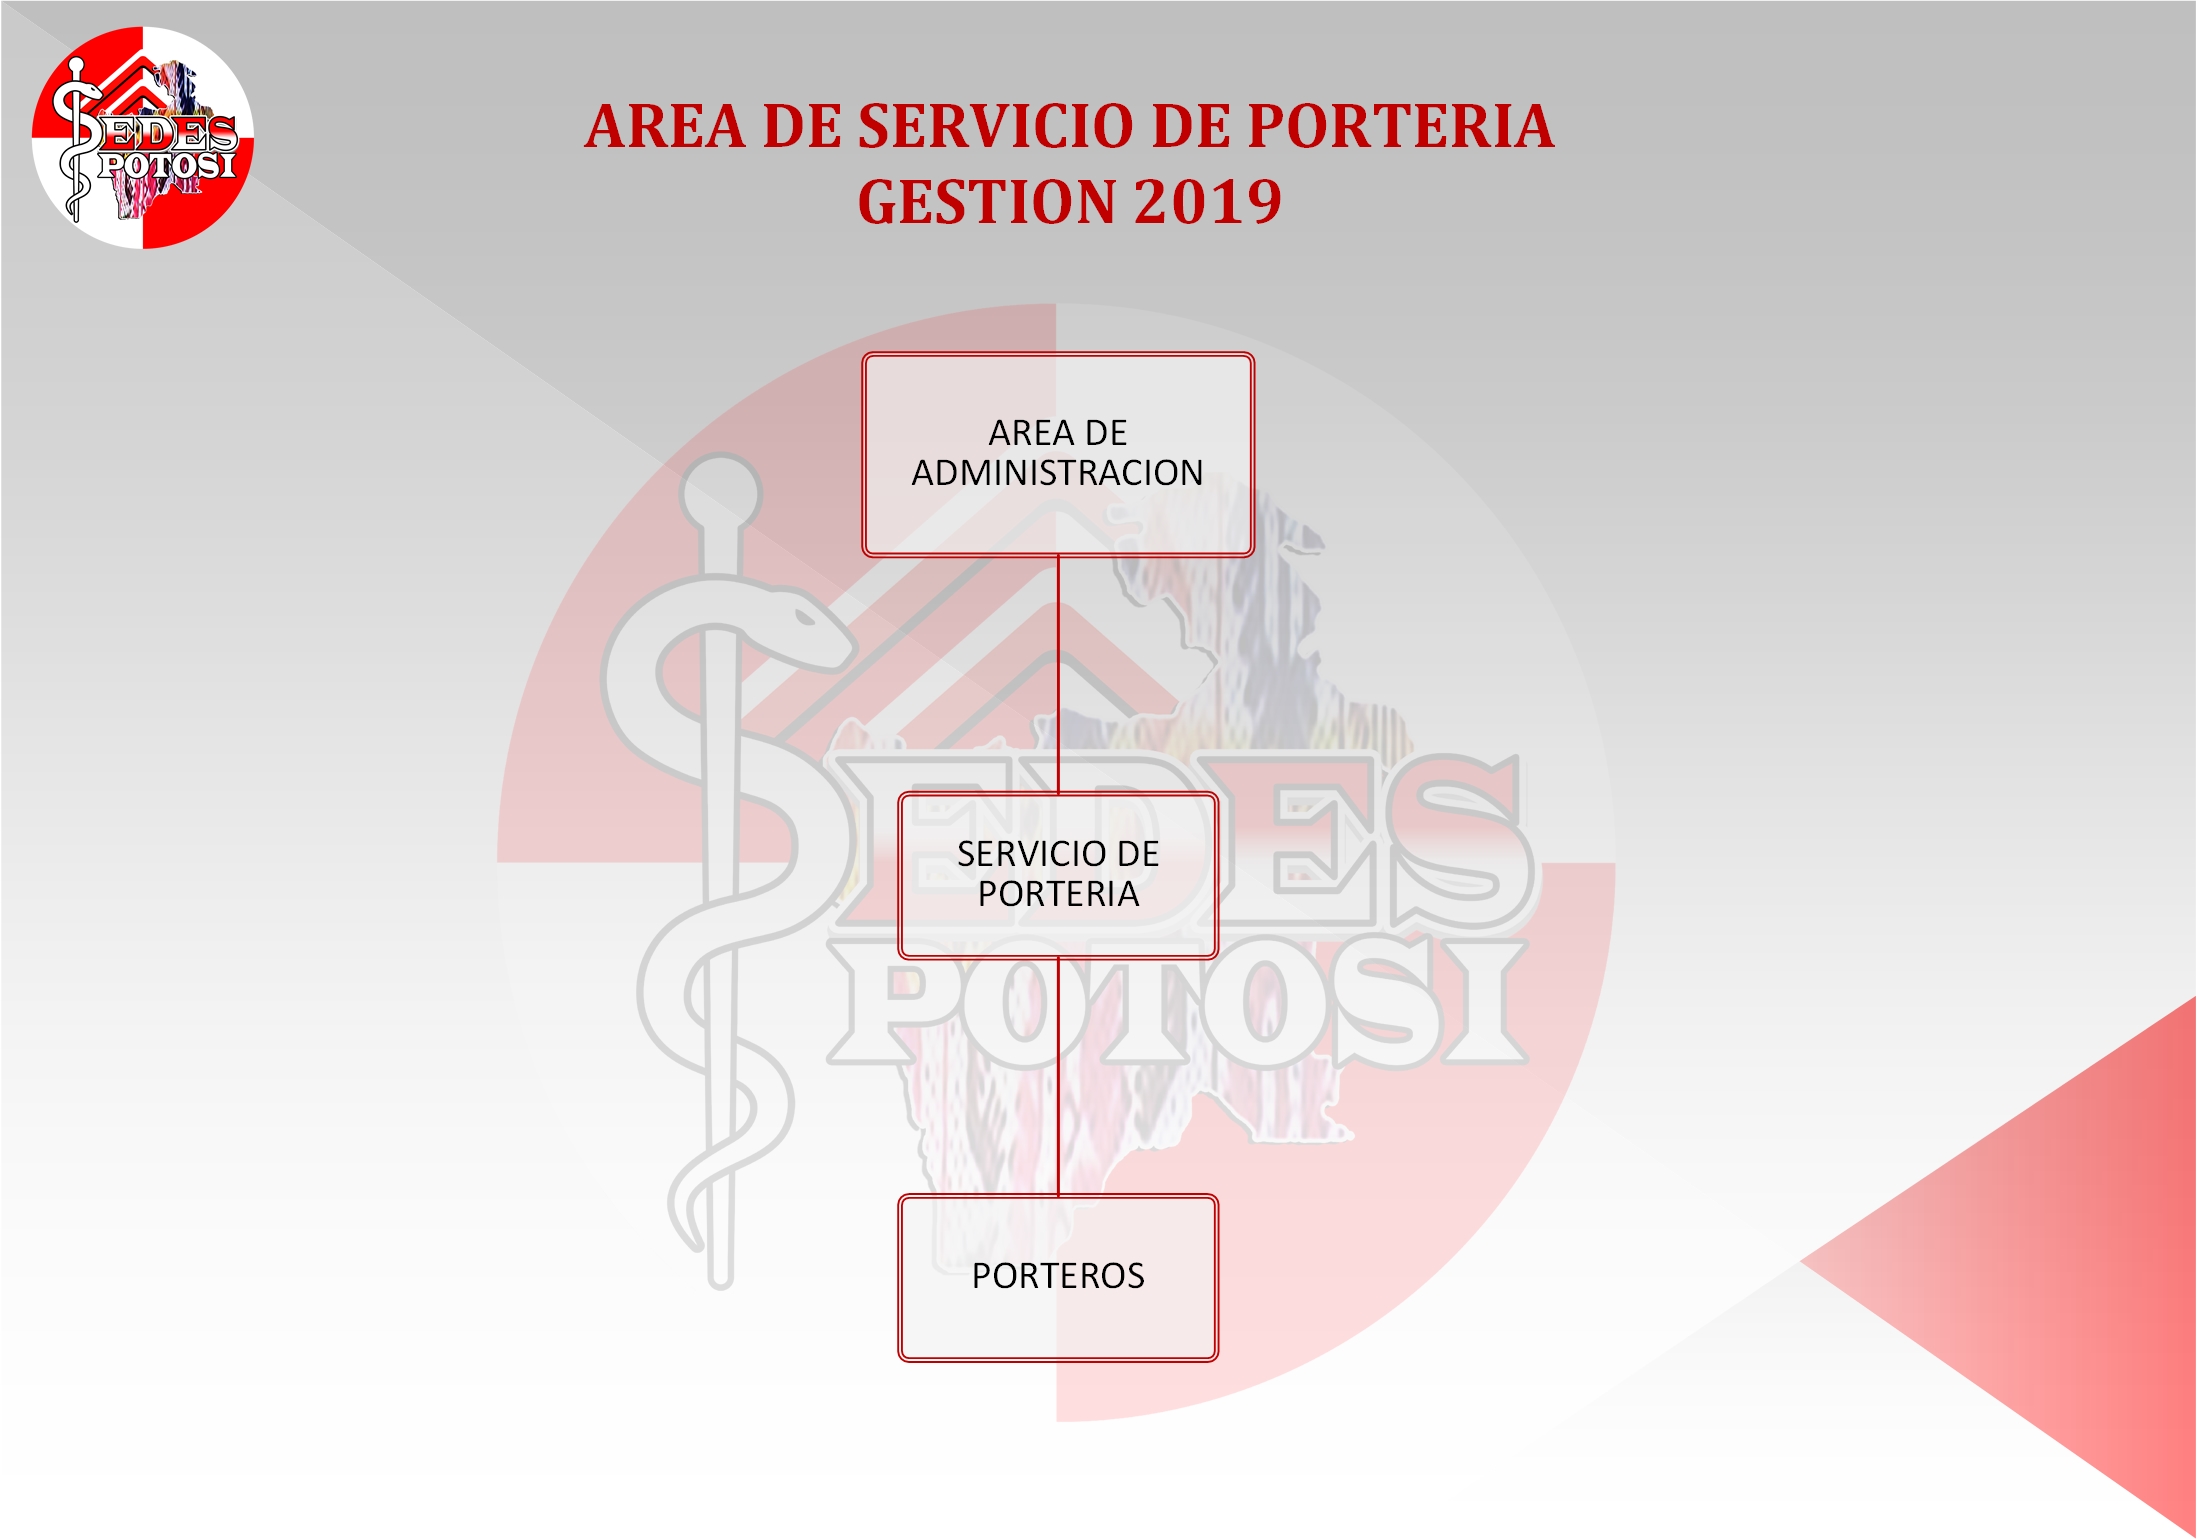 SEDES
POTOSI
AREA DE SERVICIO DE PORTERIA
GESTION 2019
AREA DE
ADMINISTRACION
SERVICIO DE
PORTERIA
SEDES
POTOSI
PORTEROS